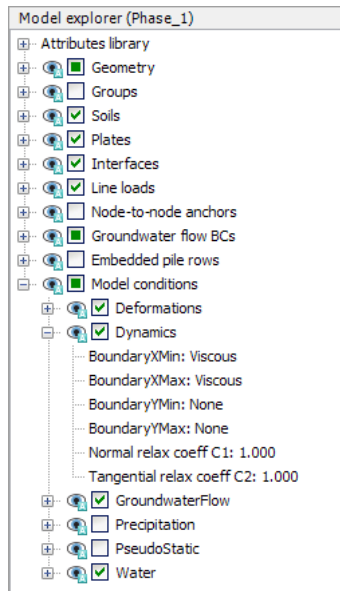 Model explorer (Phase_1)
Attributes library
Geometry
Groups
Soils
Plates
Interfaces
Line loads
Node-to-node anchors
Groundwater flow BCs
Embedded pile rows
Model conditions
Deformations
Dynamics
BoundaryXMin: Viscous
BoundaryXMax: Viscous
BoundaryYMin: None
BoundaryYMax: None
Normal relax coeff C1: 1.000
Tangential relax coeff C2: 1.000
GroundwaterFlow
Precipitation
PseudoStatic
Water